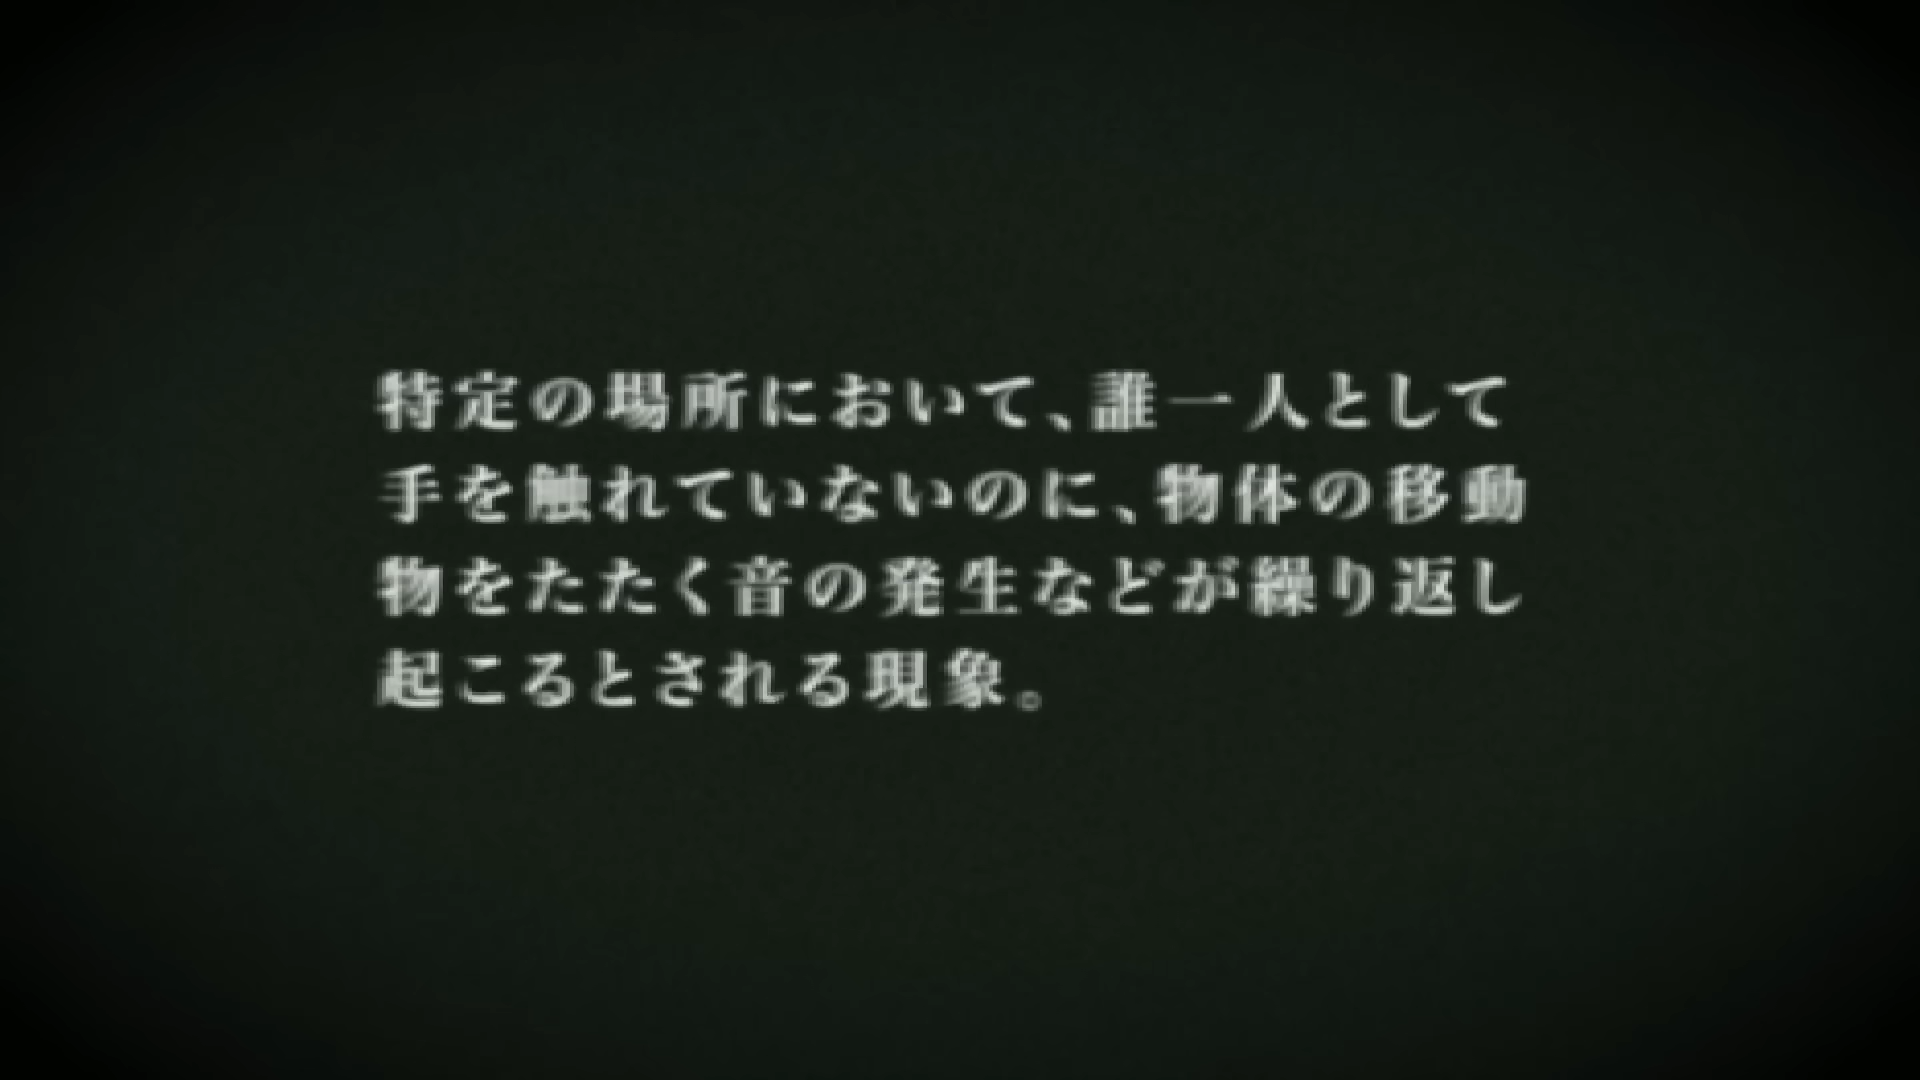 特定の場所において、誰一人として
手を触れていないのに、物体の移動
物をたたく音の発生などが繰り返し
起こるとされる現象。